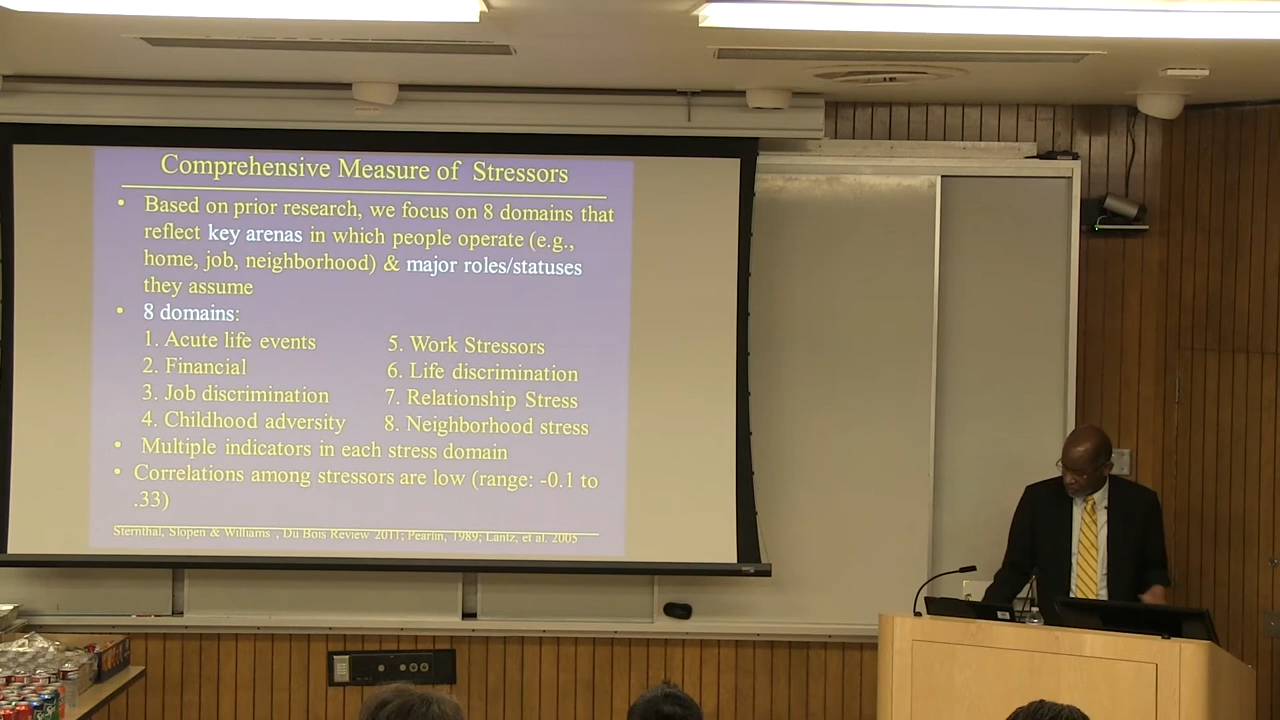 Comprehensive Measure of Stressors
• Based on prior research, we focus on 8 domains that
reflect key arenas in which people operate (e.g.,
home, job, neighborhood) & major roles/statuses
they assume
• 8 domains:
1. Acute life events
2. Financial
3. Job discrimination
4. Childhood adversity
5. Work Stressors
6. Life discrimination
7. Relationship Stress
8. Neighborhood stress
• Multiple indicators in each stress domain
• Correlations among stressors are low (range: -0.1 to
.33)
Sternthal, Slopen & Williams , Du Bois Review 2011; Pearlin, 1989; Lantz, et al. 2005